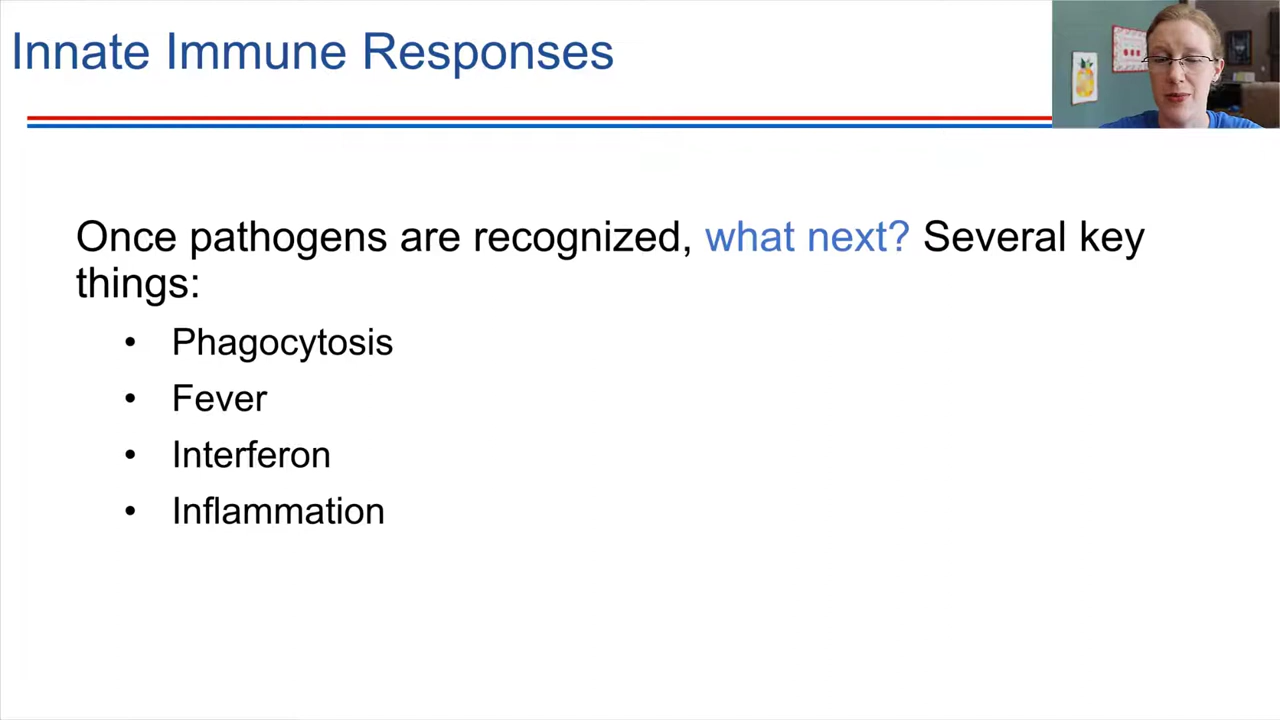 Innate Immune Responses
Once pathogens are recognized, what next? Several key
things:
• Phagocytosis
• Fever
• Interferon
• Inflammation